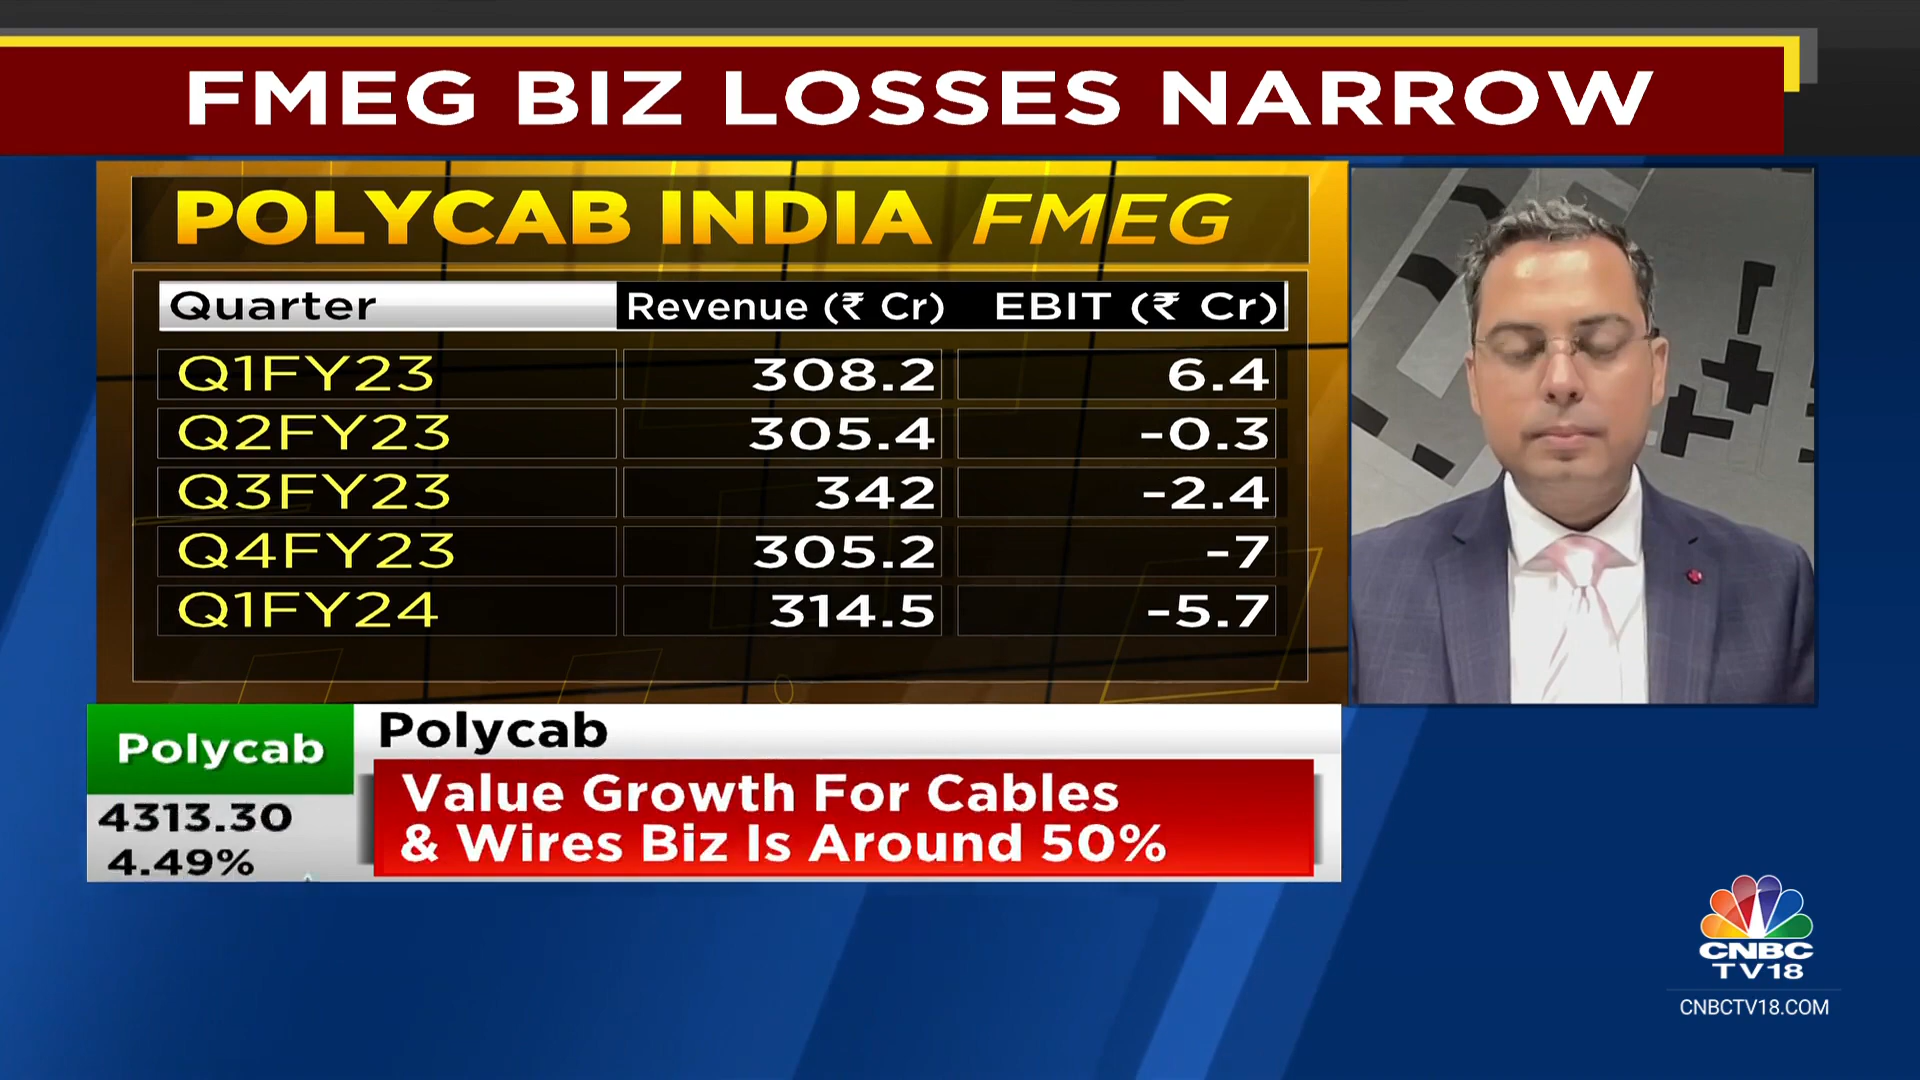 FMEG BIZ LOSSES NARROW
POLYCAB INDIA FMEG
Quarter Revenue (₹ Cr) EBIT (₹ Cr)
Q1FY23 308.2 6.4
Q2FY23 305.4 -0.3
Q3FY23 342 -2.4
Q4FY23 305.2 -7
Q1FY24 314.5 -5.7
Polycab
4313.30
4.49%
Polycab
Value Growth For Cables
& Wires Biz Is Around 50%
CNBC
TV18
CNBCTV18.COM